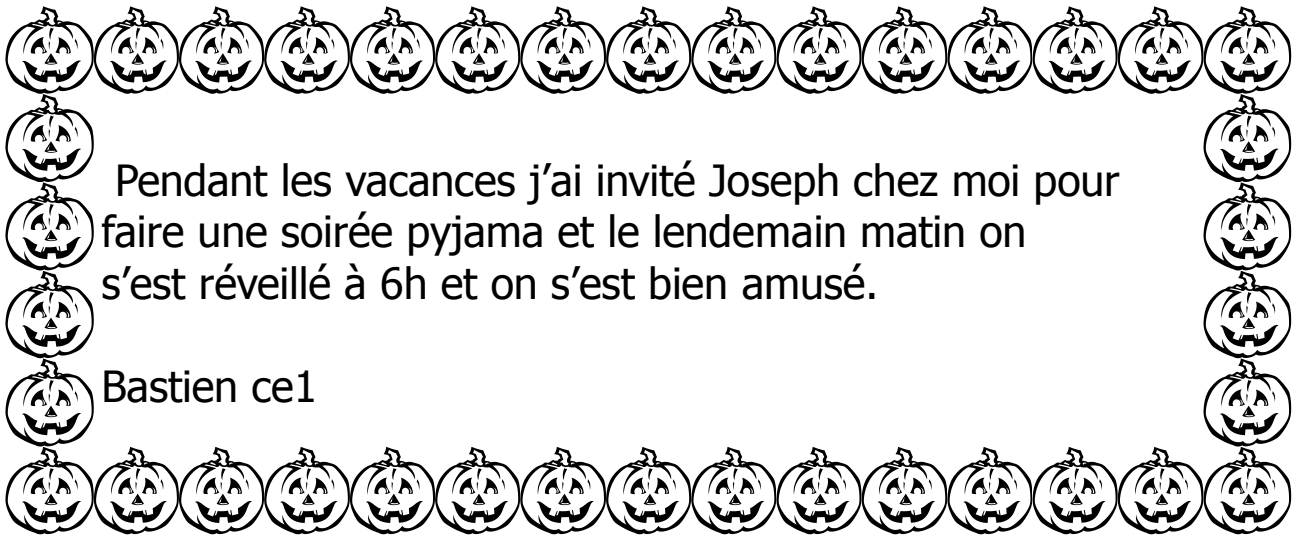 Pendant les vacances j’ai invité Joseph chez moi pour
faire une soirée pyjama et le lendemain matin on
s’est réveillé à 6h et on s’est bien amusé.
Bastien ce1